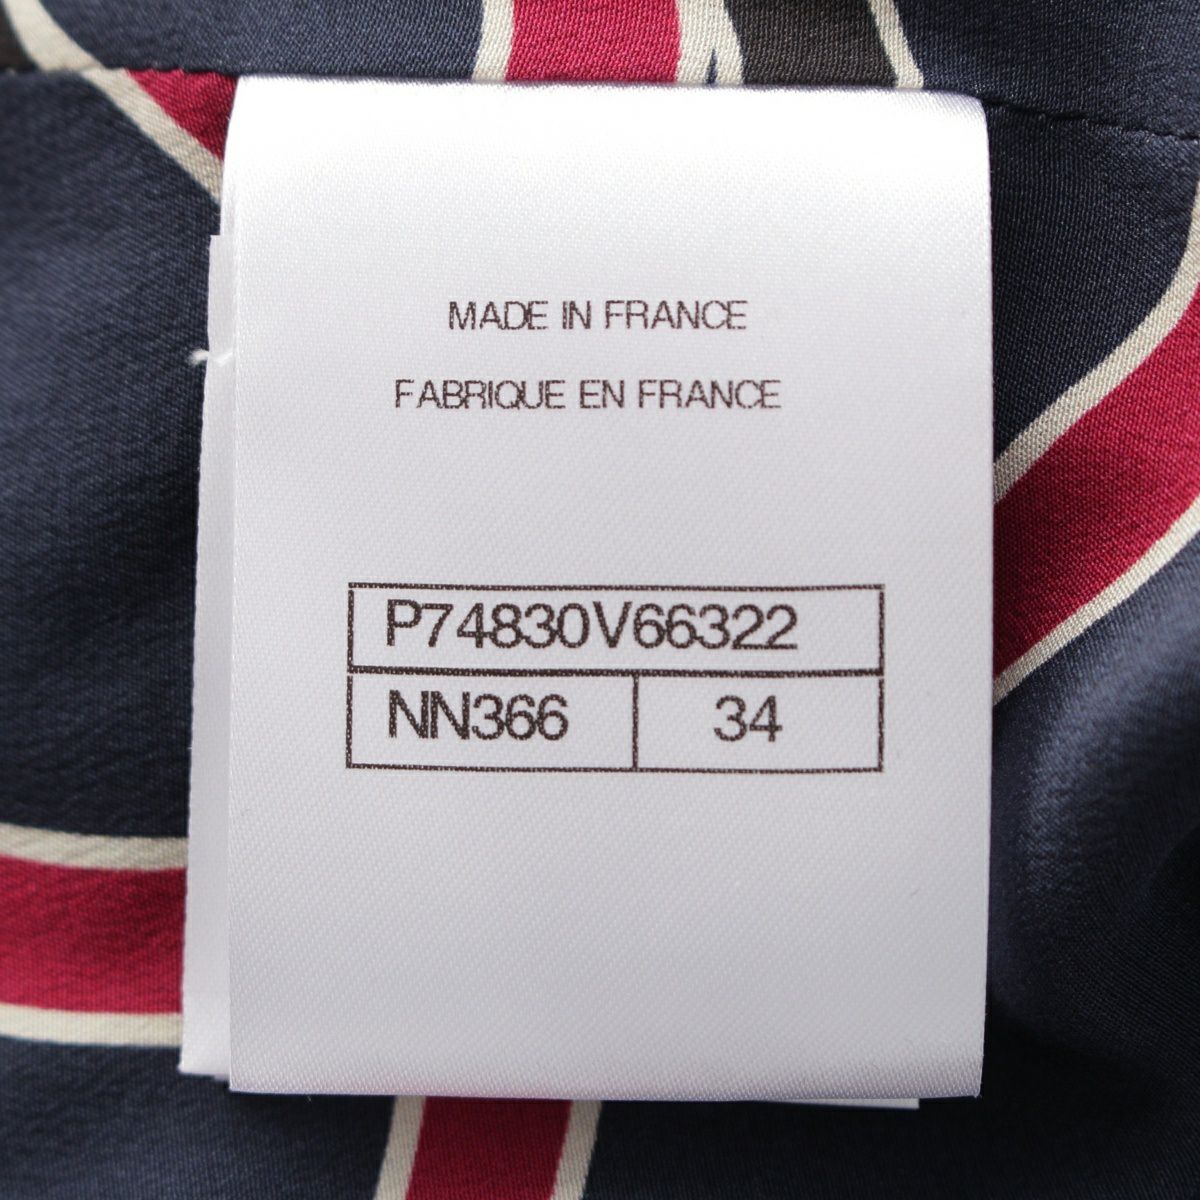 MADE IN FRANCE
FABRIQUE EN FRANCE
P74830V66322
NN366 34